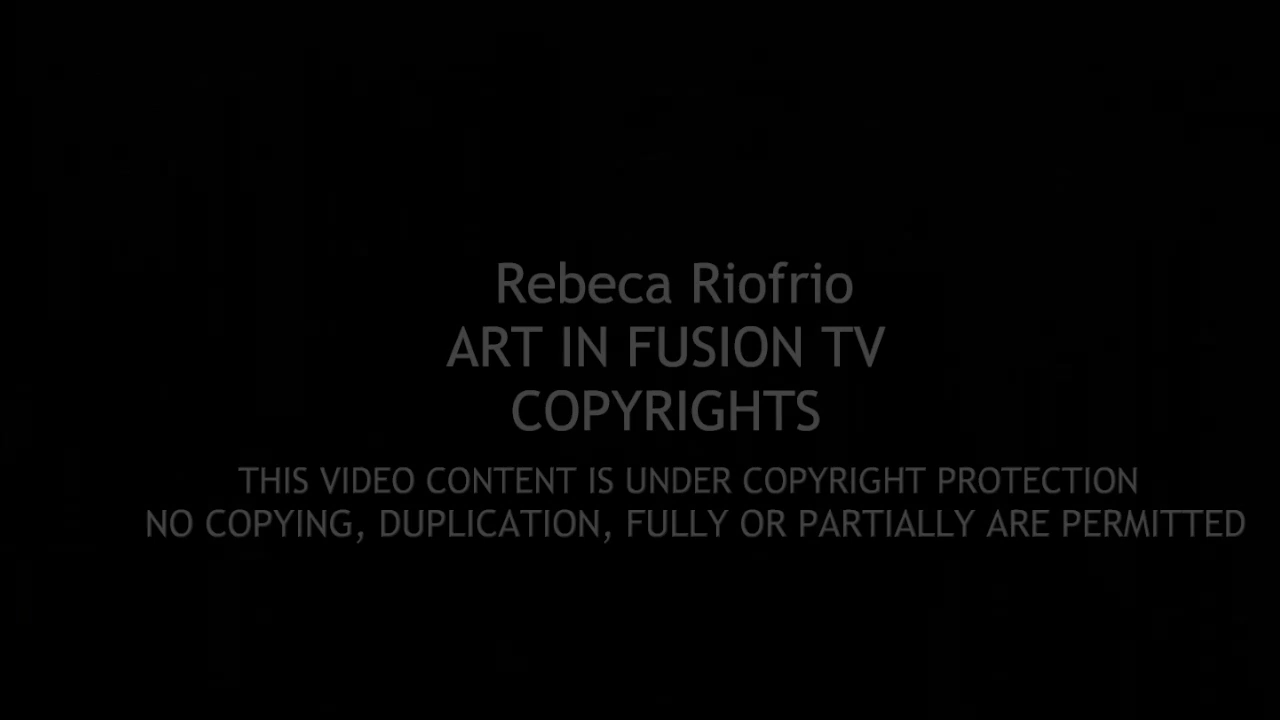 Rebeca Riofrio
ART IN FUSION TV
COPYRIGHTS
THIS VIDEO CONTENT IS UNDER COPYRIGHT PROTECTION
NO COPYING, DUPLICATION, FULLY OR PARTIALLY ARE PERMITTED